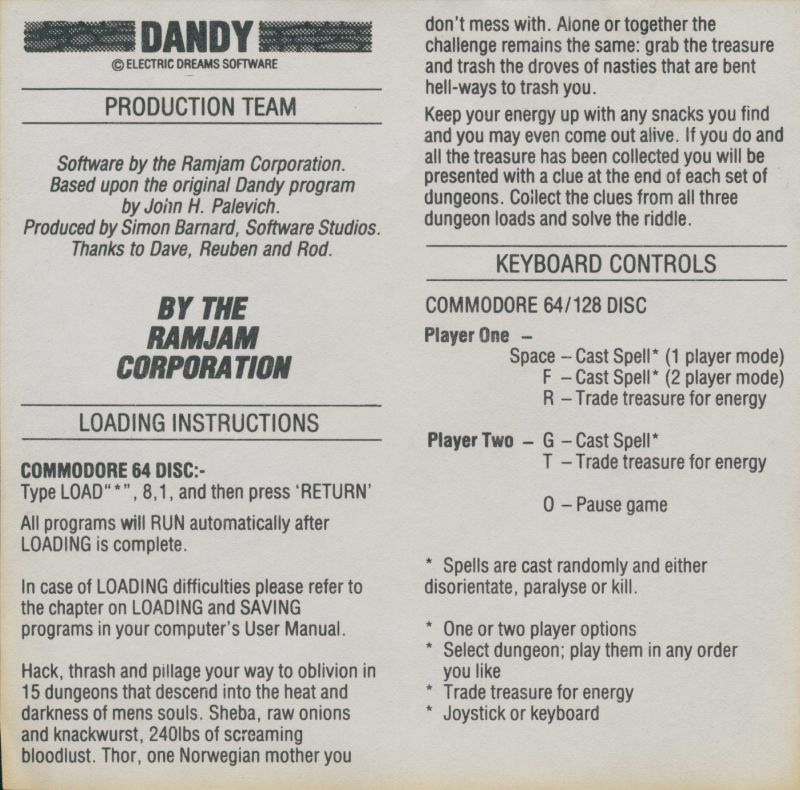 DANDY
© ELECTRIC DREAMS SOFTWARE
PRODUCTION TEAM
Software by the Ramjam Corporation.
Based upon the original Dandy program
by John H. Palevich.
Produced by Simon Barnard, Software Studios.
Thanks to Dave, Reuben and Rod.
BY THE
RAMJAM
CORPORATION
LOADING INSTRUCTIONS
COMMODORE 64 DISC:-
Type LOAD"*", 8,1, and then press 'RETURN'
All programs will RUN automatically after
LOADING is complete.
In case of LOADING difficulties please refer to
the chapter on LOADING and SAVING
programs in your computer's User Manual.
Hack, thrash and pillage your way to oblivion in
15 dungeons that descend into the heat and
darkness of mens souls. Sheba, raw onions
and knackwurst, 240lbs of screaming
bloodlust. Thor, one Norwegian mother you
don't mess with. Alone or together the
challenge remains the same: grab the treasure
and trash the droves of nasties that are bent
hell-ways to trash you.
Keep your energy up with any snacks you find
and you may even come out alive. If you do and
all the treasure has been collected you will be
presented with a clue at the end of each set of
dungeons. Collect the clues from all three
dungeon loads and solve the riddle.
KEYBOARD CONTROLS
COMMODORE 64/128 DISC
Player One –
Space – Cast Spell* (1 player mode)
F – Cast Spell* (2 player mode)
R – Trade treasure for energy
Player Two – G – Cast Spell*
T – Trade treasure for energy
O – Pause game
* Spells are cast randomly and either
disorientate, paralyse or kill.
* One or two player options
* Select dungeon; play them in any order
you like
* Trade treasure for energy
* Joystick or keyboard